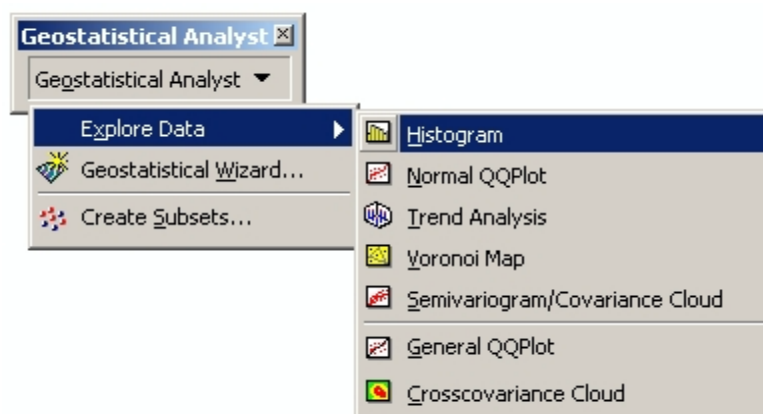 Geostatistical Analyst
Geostatistical Analyst
Explore Data
Geostatistical Wizard...
Create Subsets...
Histogram
Normal QQPlot
Trend Analysis
Voronoi Map
Semivariogram/Covariance Cloud
General QQPlot
Crosscovariance Cloud